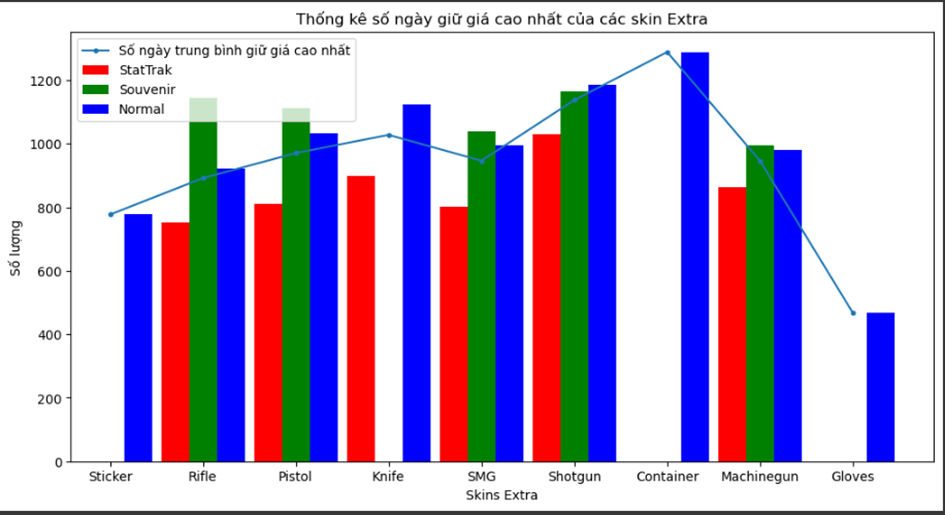 Thống kê số ngày giữ giá cao nhất của các skin Extra
Số ngày trung bình giữ giá cao nhất
StatTrak
Souvenir
Normal
1200
1000
800
600
400
200
0
Số lượng
Sticker Rifle Pistol Knife SMG Shotgun Container Machinegun Gloves
Skins Extra